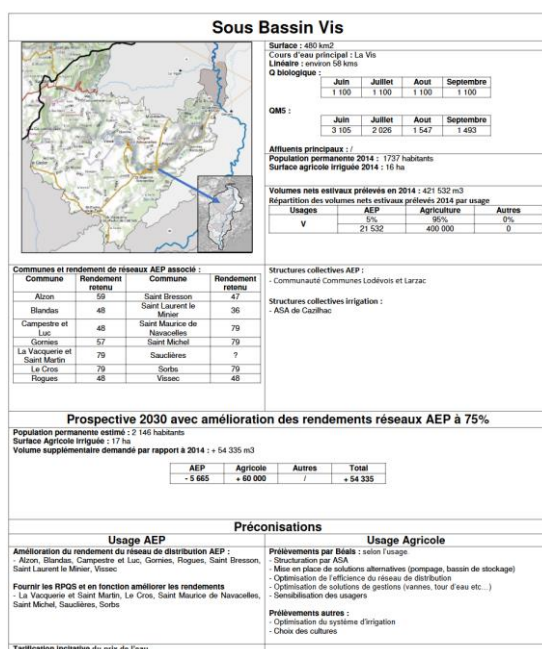 Sous Bassin Vis
Surface : 480 km2
Cours d'eau principal : La Vis
Linéaire : environ 58 kms
Q biologique :
Juin Juillet Aout Septembre
1 100 1 100 1 100 1 100
QM5 :
Juin Juillet Aout Septembre
3 105 2 026 1 547 1 493
Affluents principaux : /
Population permanente 2014 : 1737 habitants
Surface agricole irriguée 2014 : 16 ha
Volumes nets estivaux prélevés en 2014 : 421 532 m3
Répartition des volumes nets estivaux prélevés 2014 par usage
Usages AEP Agriculture Autres
V 5% 95% 0%
21 532 400 000 0
Communes et rendement de réseaux AEP associé :
Commune Rendement retenu Commune Rendement retenu
Alzon 59 Saint Bresson 47
Blandas 48 Saint Laurent le Minier 36
Campestre et Luc 48 Saint Maurice de Navacelles 79
Gornies 57 Saint Michel 79
La Vacquerie et Saint Martin 79 Sauclières ?
Le Cros 79 Sorbs 79
Rogues 48 Vissec 48
Structures collectives AEP :
- Communauté Communes Lodévois et Larzac
Structures collectives irrigation :
- ASA de Cazilhac
Prospective 2030 avec amélioration des rendements réseaux AEP à 75%
Population permanente estimé : 2 146 habitants
Surface Agricole irriguée : 17 ha
Volume supplémentaire demandé par rapport à 2014 : + 54 335 m3
AEP Agricole Autres Total
- 5 665 + 60 000 / + 54 335
Préconisations
Usage AEP
Amélioration du rendement du réseau de distribution AEP :
- Alzon, Blandas, Campestre et Luc, Gornies, Rogues, Saint Bresson,
Saint Laurent le Minier, Vissec
Fournir les RPQS et en fonction améliorer les rendements
- La Vacquerie et Saint Martin, Le Cros, Saint Maurice de Navacelles,
Saint Michel, Sauclières, Sorbs
Tarification incitative du prix de l'eau
Usage Agricole
Prélèvements par Béals : selon l'usage
- Structuration par ASA
- Mise en place de solutions alternatives (pompage, bassin de stockage)
- Optimisation de l'efficience du réseau de distribution
- Optimisation de solutions de gestions (vannes, tour d'eau etc…)
- Sensibilisation des usagers
Prélèvements autres :
- Optimisation du système d'irrigation
- Choix des cultures